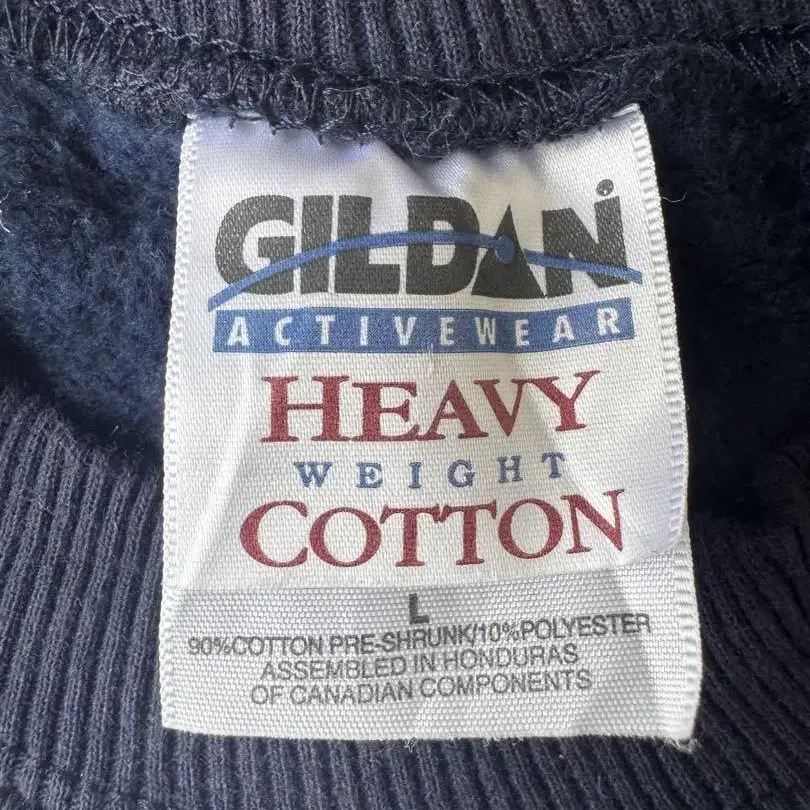 GILDAN
ACTIVEWEAR
HEAVY
WEIGHT
COTTON
L
90%COTTON PRE-SHRUNK/10%POLYESTER
ASSEMBLED IN HONDURAS
OF CANADIAN COMPONENTS